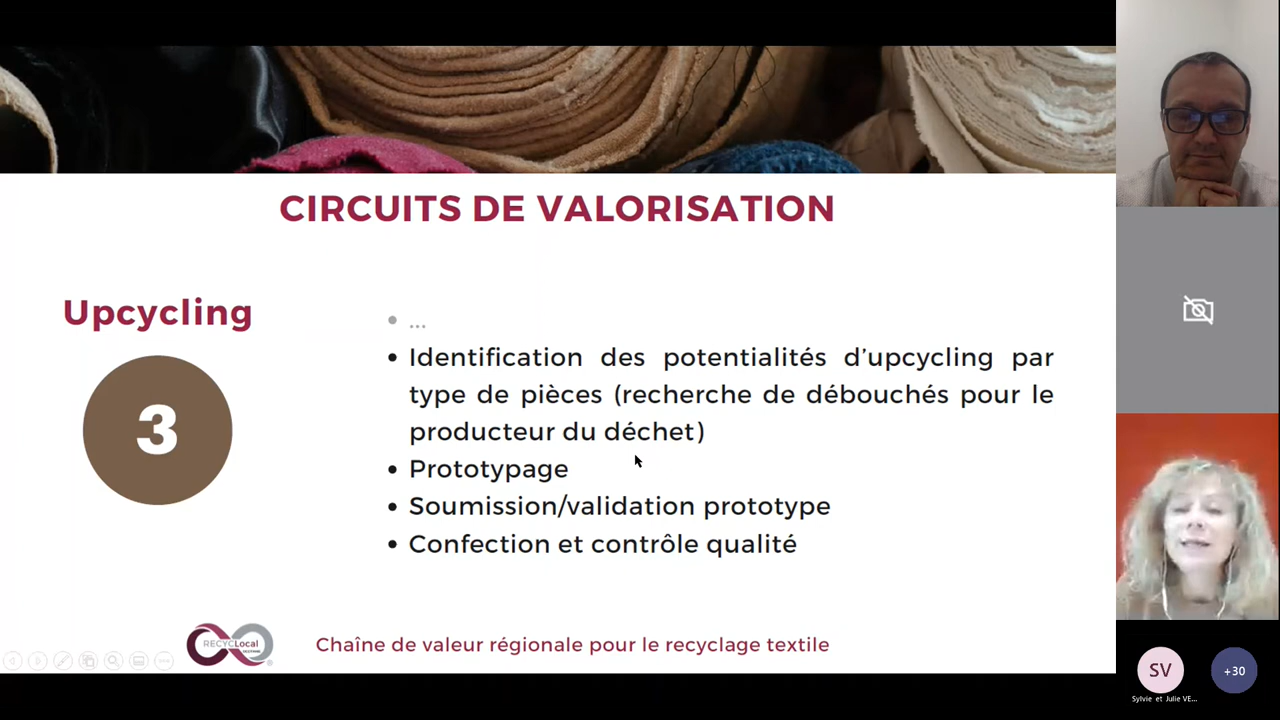 CIRCUITS DE VALORISATION
Upcycling
3
...
Identification des potentialités d'upcycling par
type de pièces (recherche de débouchés pour le
producteur du déchet)
Prototypage
Soumission/validation prototype
Confection et contrôle qualité
RECYCLocal
Chaîne de valeur régionale pour le recyclage textile
SV
+30
Sylvie et Julie VE...